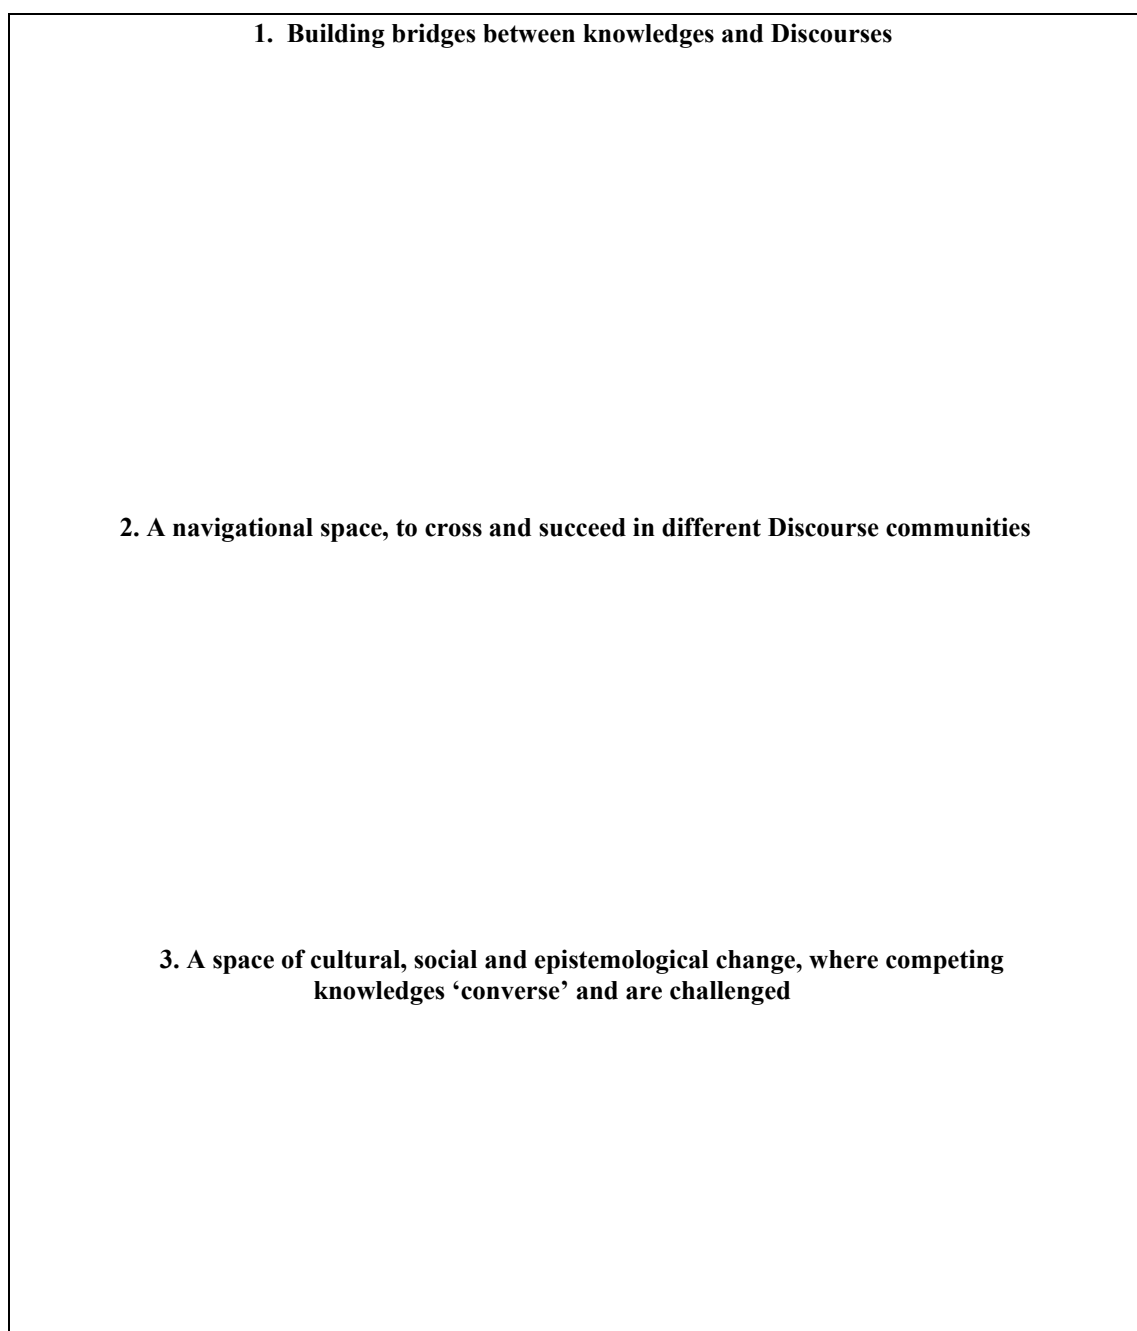 1. Building bridges between knowledges and Discourses
2. A navigational space, to cross and succeed in different Discourse communities
3. A space of cultural, social and epistemological change, where competing
knowledges ‘converse’ and are challenged